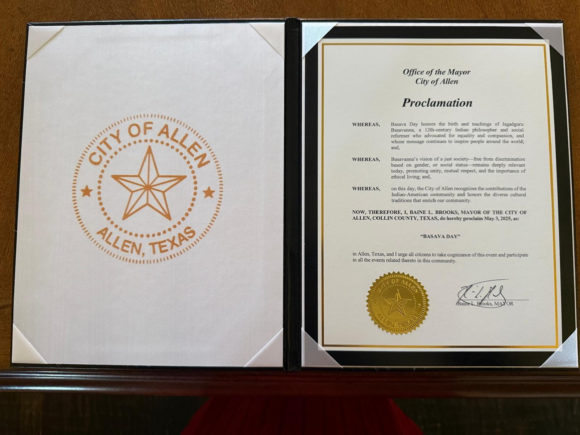 CITY OF ALLEN
ALLEN, TEXAS
Office of the Mayor
City of Allen
Proclamation
WHEREAS, Basava Day honors the birth and teachings of Jagadguru
Basavanna, a 12th-century Indian philosopher and social
reformer who advocated for equality and compassion, and
whose message continues to inspire people around the world;
and,
WHEREAS, Basavanna's vision of a just society—free from discrimination
based on gender, or social status—remains deeply relevant
today, promoting unity, mutual respect, and the importance of
ethical living; and,
WHEREAS, on this day, the City of Allen recognizes the contributions of the
Indian-American community and honors the diverse cultural
traditions that enrich our community.
NOW, THEREFORE, I, BAINE L. BROOKS, MAYOR OF THE CITY OF
ALLEN, COLLIN COUNTY, TEXAS, do hereby proclaim May 3, 2025, as:
"BASAVA DAY"
in Allen, Texas, and I urge all citizens to take cognizance of this event and participate
in all the events related thereto in this community.
CITY OF ALLEN
Baine L. Brooks, MAYOR